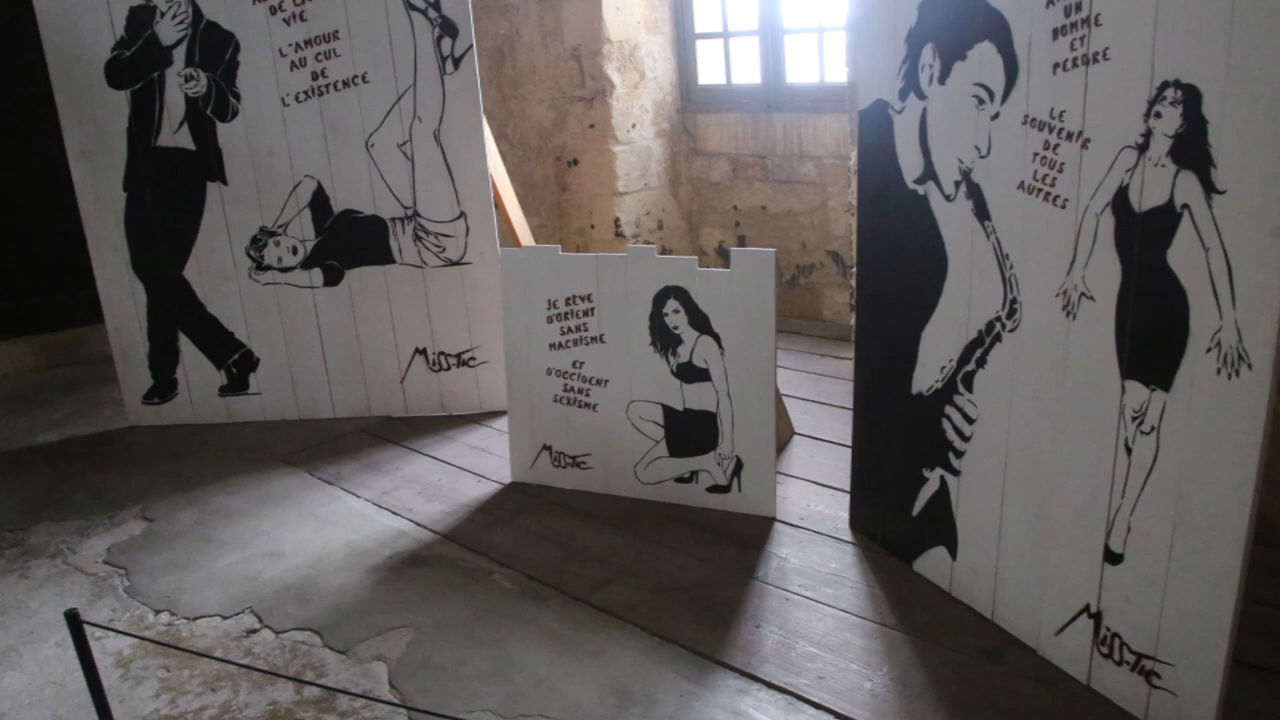 DE LA
VIE
L'AMOUR
AU CUL
DE
L'EXISTENCE
MISS-TIC
JE RÊVE
D'ORIENT
SANS
MACHISME
ET
D'OCCIDENT
SANS
SEXISME
MISS-TIC
UN
HOMME
ET
PERDRE
LE
SOUVENIR
DE
TOUS
LES
AUTRES
MISS-TIC